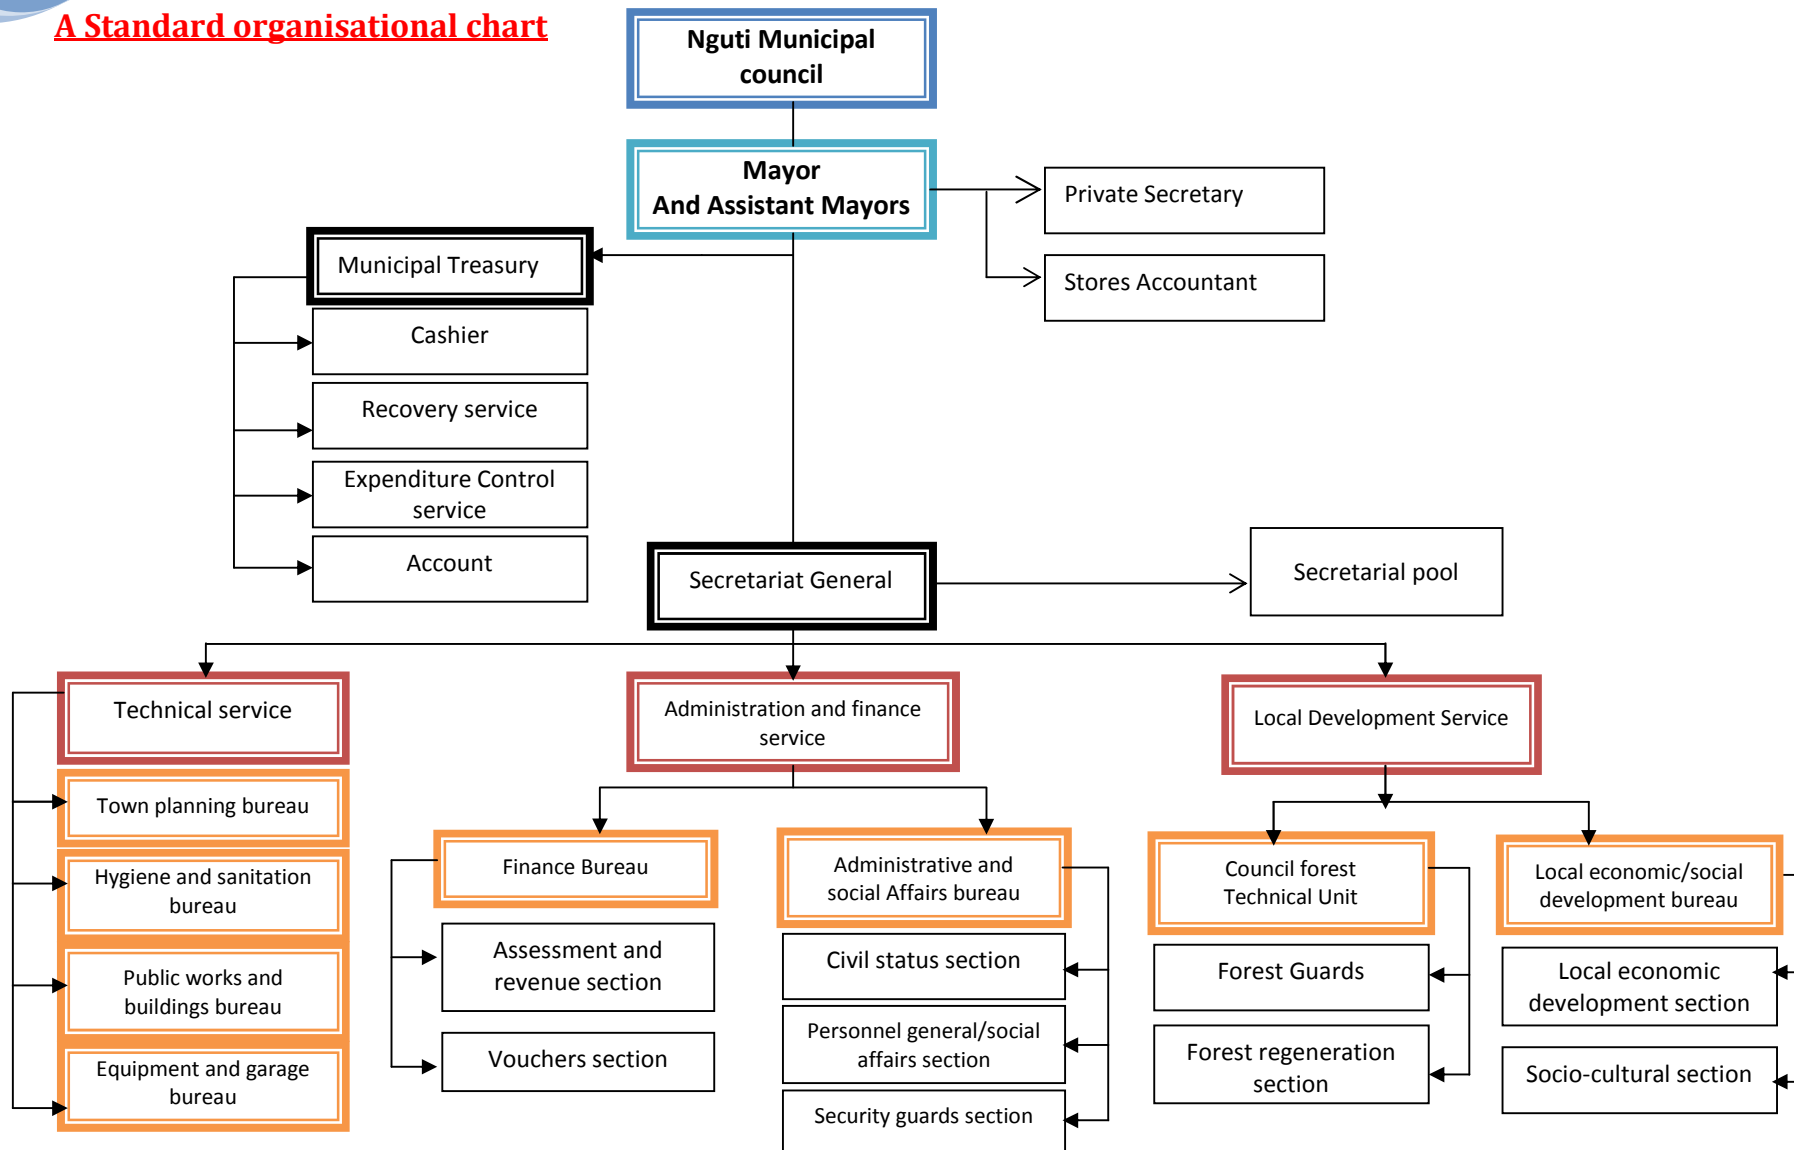 A Standard organisational chart
Nguti Municipal
council
Mayor
And Assistant Mayors
Private Secretary
Municipal Treasury
Stores Accountant
Cashier
Recovery service
Expenditure Control
service
Account
Secretariat General
Secretarial pool
Technical service
Administration and finance
service
Local Development Service
Town planning bureau
Hygiene and sanitation
bureau
Public works and
buildings bureau
Equipment and garage
bureau
Finance Bureau
Assessment and
revenue section
Vouchers section
Administrative and
social Affairs bureau
Civil status section
Personnel general/social
affairs section
Security guards section
Council forest
Technical Unit
Forest Guards
Forest regeneration
section
Local economic/social
development bureau
Local economic
development section
Socio-cultural section